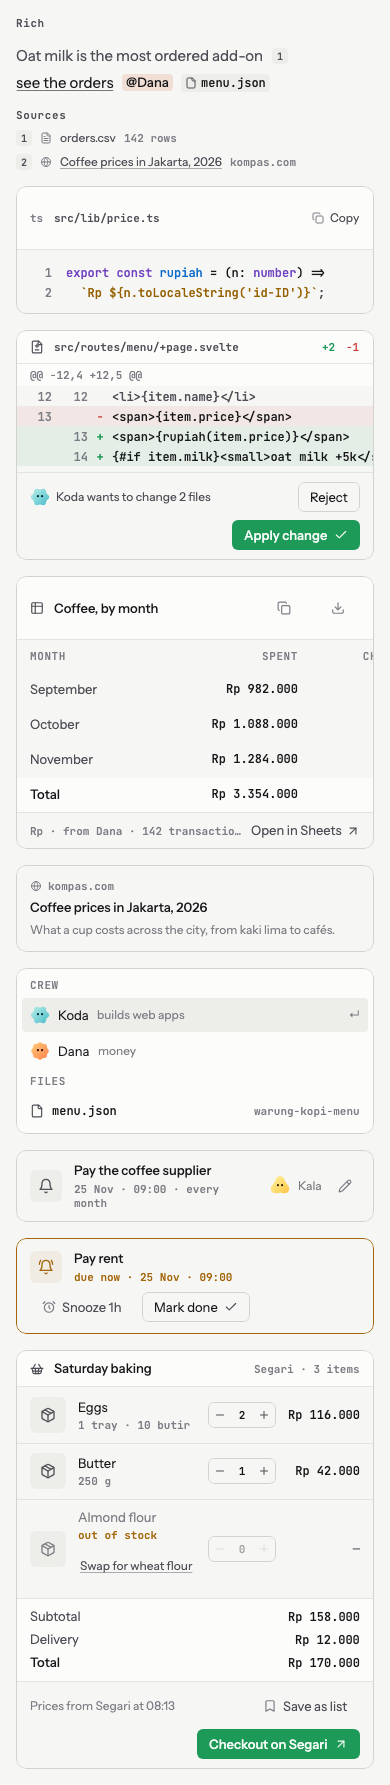 Rich
Oat milk is the most ordered add-on 1
see the orders @Dana menu.json
Sources
1 orders.csv 142 rows
2 Coffee prices in Jakarta, 2026 kompas.com
ts src/lib/price.ts Copy
1 export const rupiah = (n: number) =>
2 `Rp ${n.toLocaleString('id-ID')}`;
src/routes/menu/+page.svelte +2 -1
@@ -12,4 +12,5 @@
12 12 <li>{item.name}</li>
13 - <span>{item.price}</span>
13 + <span>{rupiah(item.price)}</span>
14 + {#if item.milk}<small>oat milk +5k</s
Koda wants to change 2 files Reject
Apply change
Coffee, by month
MONTH SPENT CH
September Rp 982.000
October Rp 1.088.000
November Rp 1.284.000
Total Rp 3.354.000
Rp · from Dana · 142 transactio… Open in Sheets
kompas.com
Coffee prices in Jakarta, 2026
What a cup costs across the city, from kaki lima to cafés.
CREW
Koda builds web apps
Dana money
FILES
menu.json warung-kopi-menu
Pay the coffee supplier
25 Nov · 09:00 · every
month
Kala
Pay rent
due now · 25 Nov · 09:00
Snooze 1h Mark done
Saturday baking Segari · 3 items
Eggs
1 tray · 10 butir
− 2 + Rp 116.000
Butter
250 g
− 1 + Rp 42.000
Almond flour
out of stock
Swap for wheat flour
− 0 + —
Subtotal Rp 158.000
Delivery Rp 12.000
Total Rp 170.000
Prices from Segari at 08:13 Save as list
Checkout on Segari